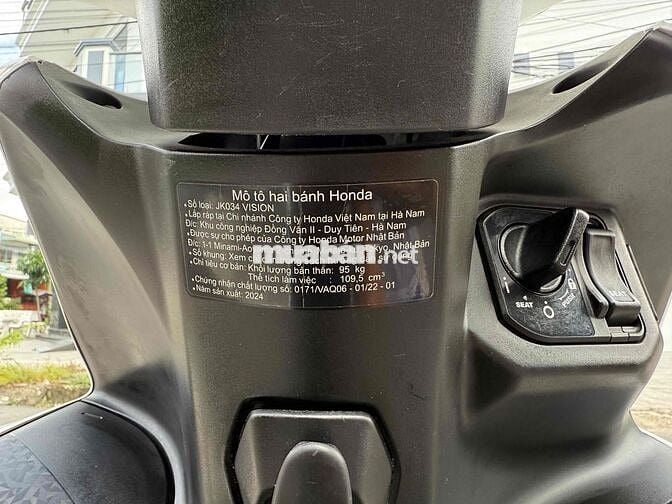 Mô tô hai bánh Honda
• Số loại: JK034 VISION
• Lắp ráp tại Chi nhánh Công ty Honda Việt Nam tại Hà Nam
Đ/c: Khu công nghiệp Đồng Văn II - Duy Tiên - Hà Nam
• Được sự cho phép của Công ty Honda Motor Nhật Bản
Đ/c: 1-1 Minami-Ao Nhật Bản
muaban.net
• Số khung: Xem
• Chỉ tiêu cơ bản: Khối lượng bản thân: 95 kg
Thể tích làm việc : 109,5 cm³
• Chứng nhận chất lượng số: 0171/VAQ06 - 01/22 - 01
• Năm sản xuất: 2024
SEAT
SEAT
PUSH